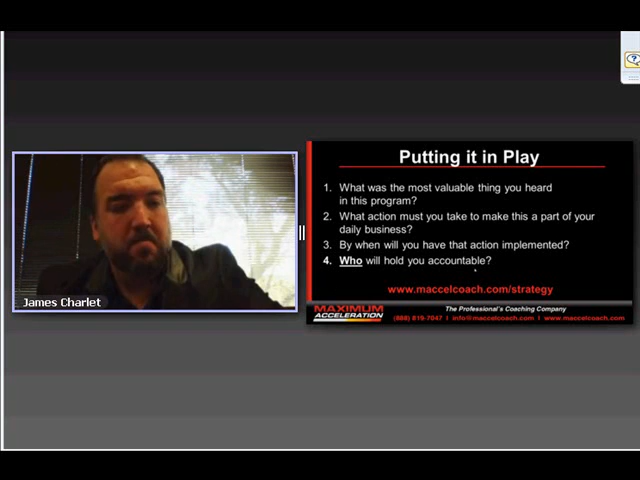 Putting it in Play
1. What was the most valuable thing you heard
in this program?
2. What action must you take to make this a part of your
daily business?
3. By when will you have that action implemented?
4. Who will hold you accountable?
www.maccelcoach.com/strategy
James Charlet
MAXIMUM
ACCELERATION
The Professional's Coaching Company
(888) 819-7047 I info@maccelcoach.com I www.maccelcoach.com